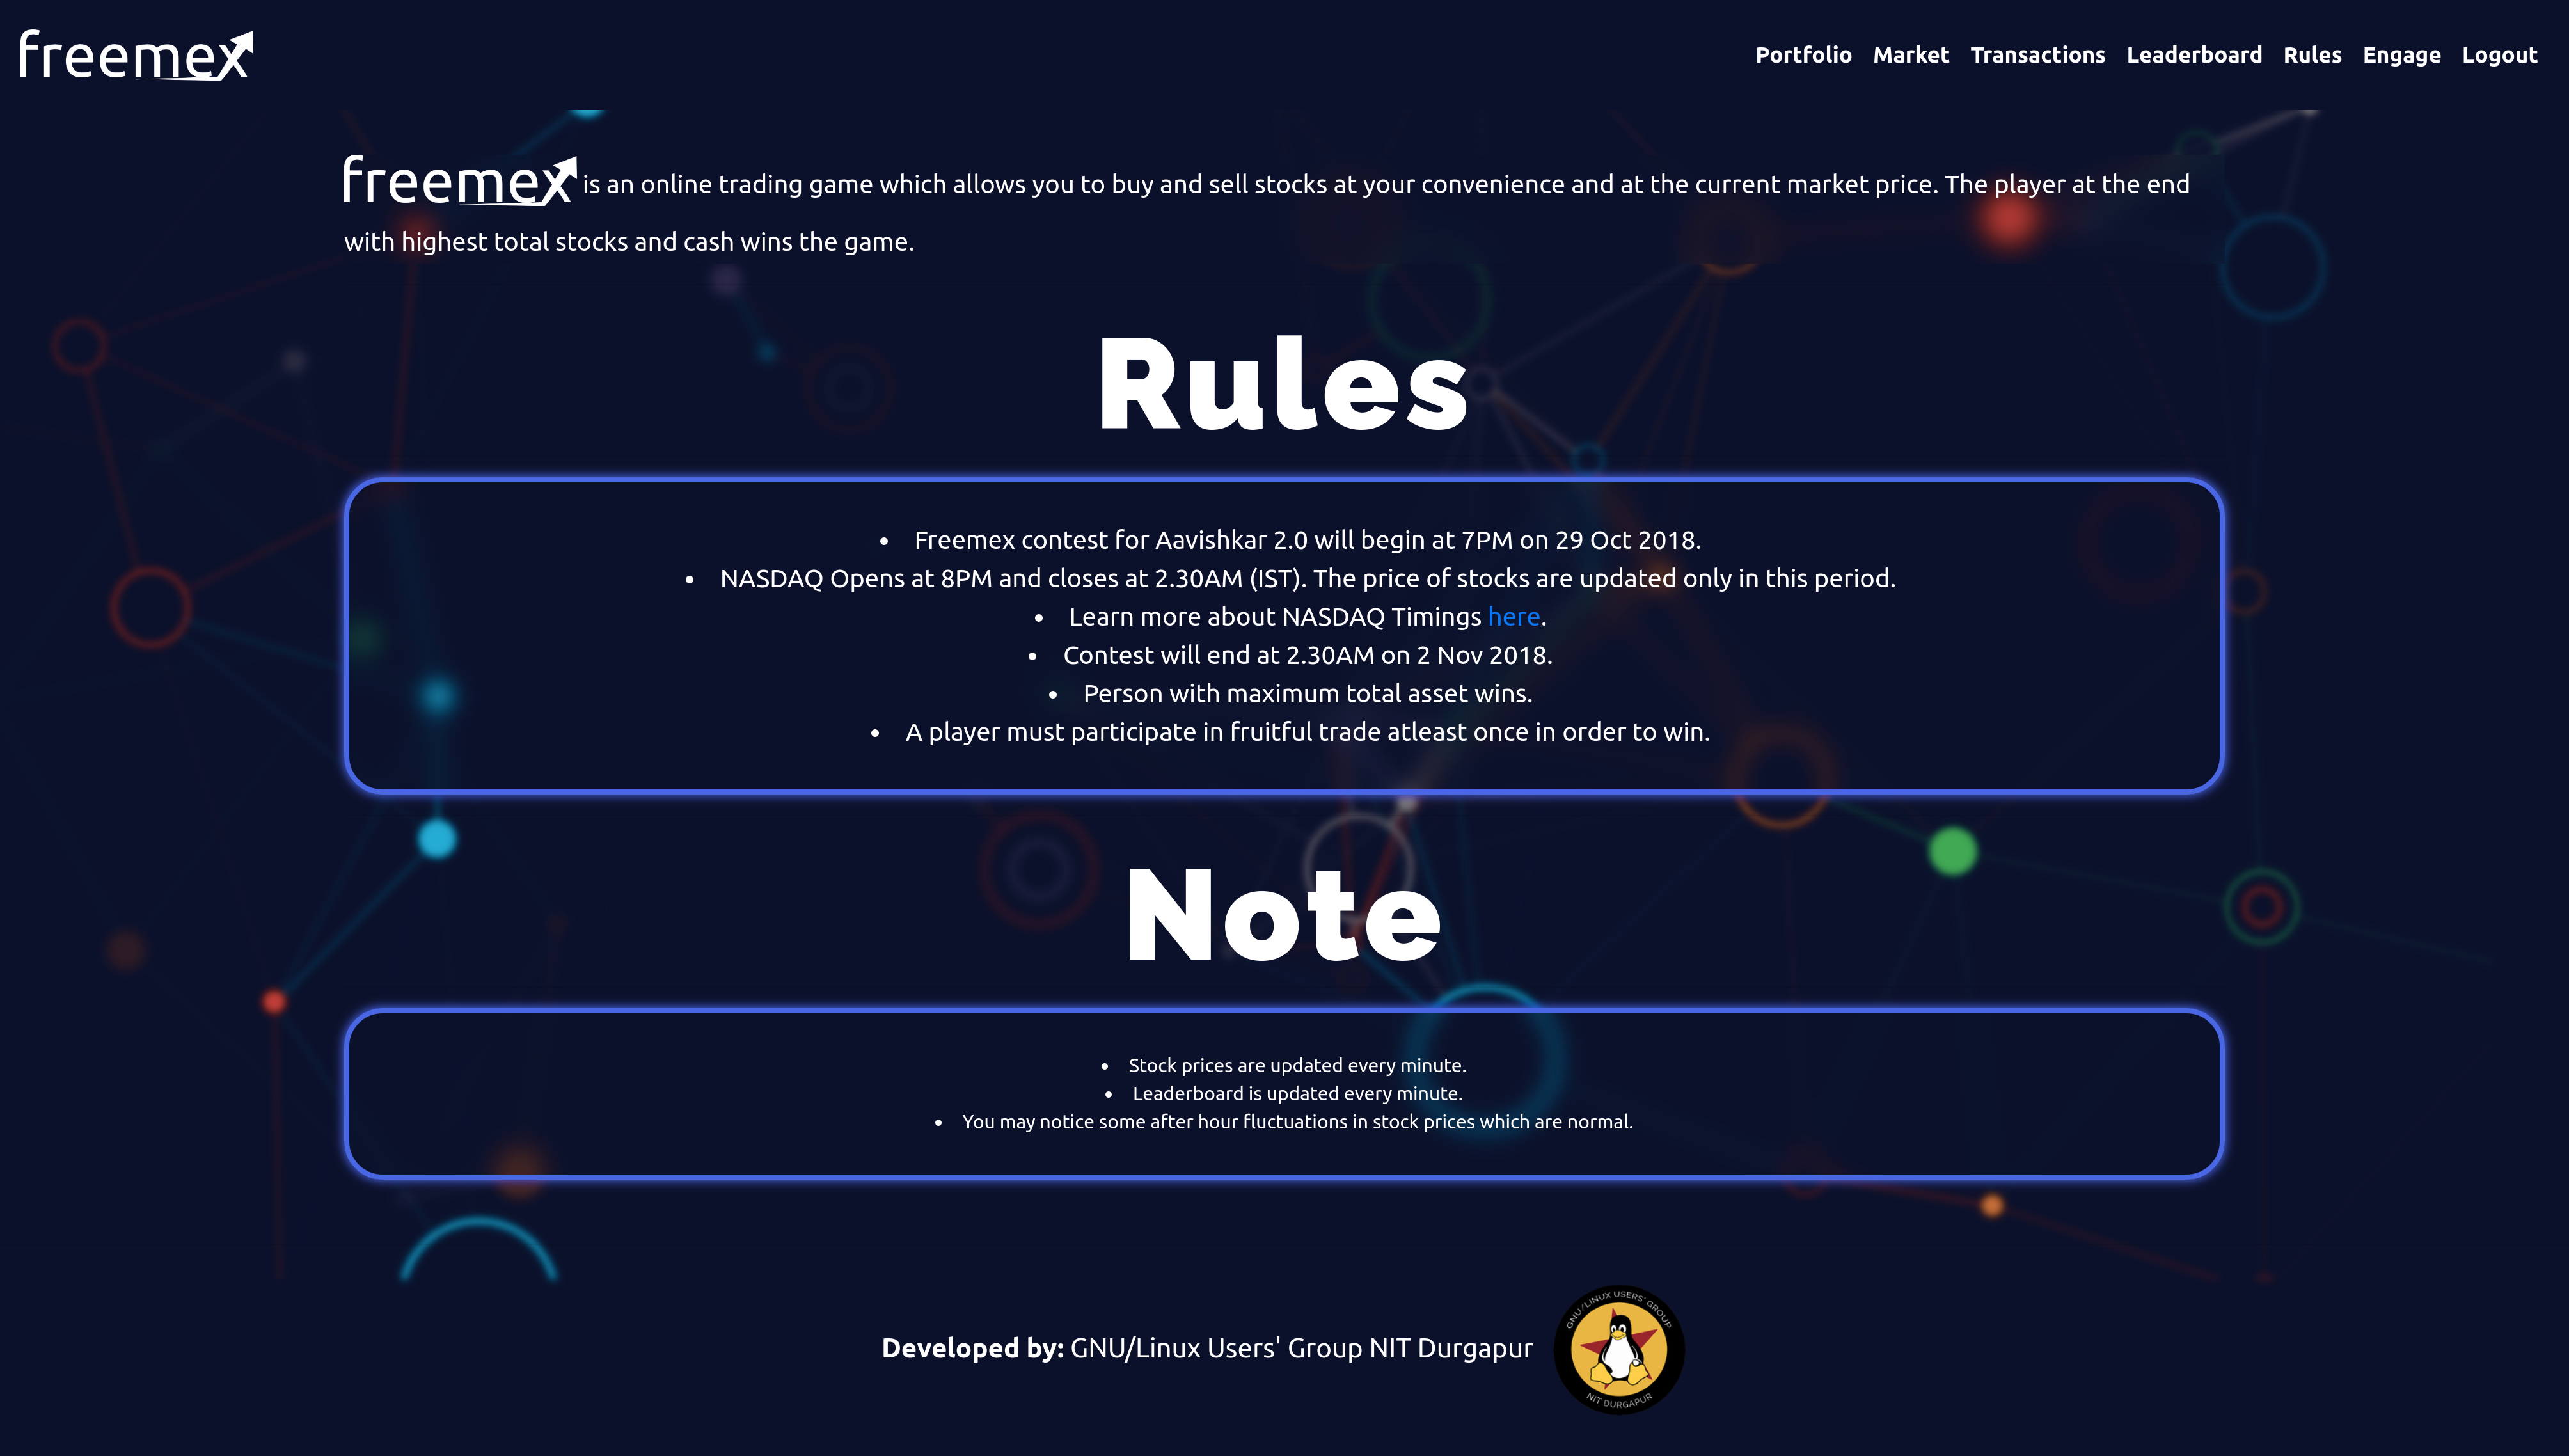 freemex
Portfolio Market Transactions Leaderboard Rules Engage Logout
freemex is an online trading game which allows you to buy and sell stocks at your convenience and at the current market price. The player at the end
with highest total stocks and cash wins the game.
Rules
• Freemex contest for Aavishkar 2.0 will begin at 7PM on 29 Oct 2018.
• NASDAQ Opens at 8PM and closes at 2.30AM (IST). The price of stocks are updated only in this period.
• Learn more about NASDAQ Timings here.
• Contest will end at 2.30AM on 2 Nov 2018.
• Person with maximum total asset wins.
• A player must participate in fruitful trade atleast once in order to win.
Note
• Stock prices are updated every minute.
• Leaderboard is updated every minute.
• You may notice some after hour fluctuations in stock prices which are normal.
Developed by: GNU/Linux Users' Group NIT Durgapur
GNU/LINUX USERS' GROUP
NIT DURGAPUR